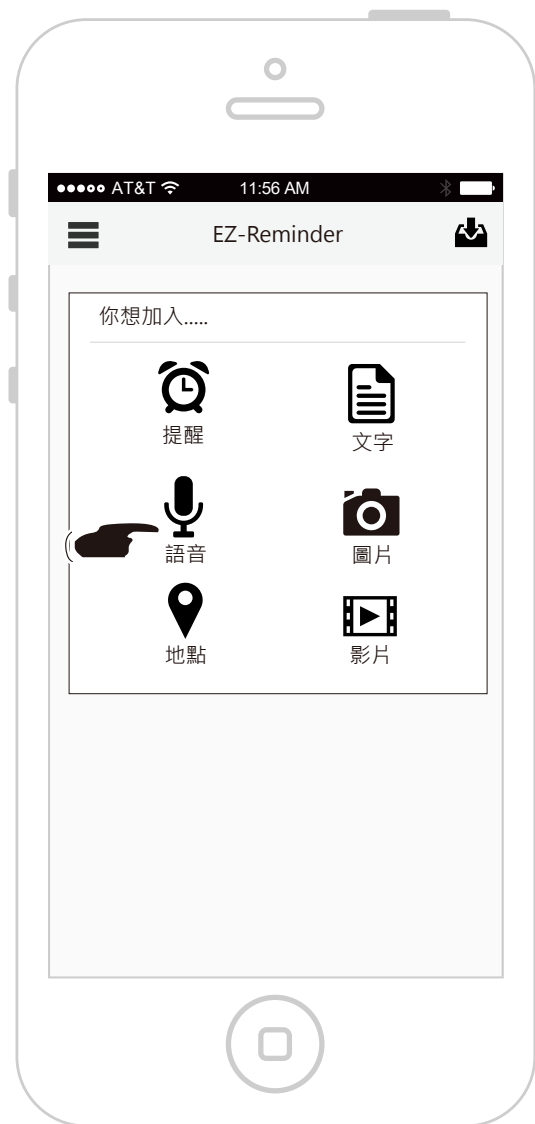 AT&T 11:56 AM
EZ-Reminder
你想加入.....
提醒 文字
語音 圖片
地點 影片